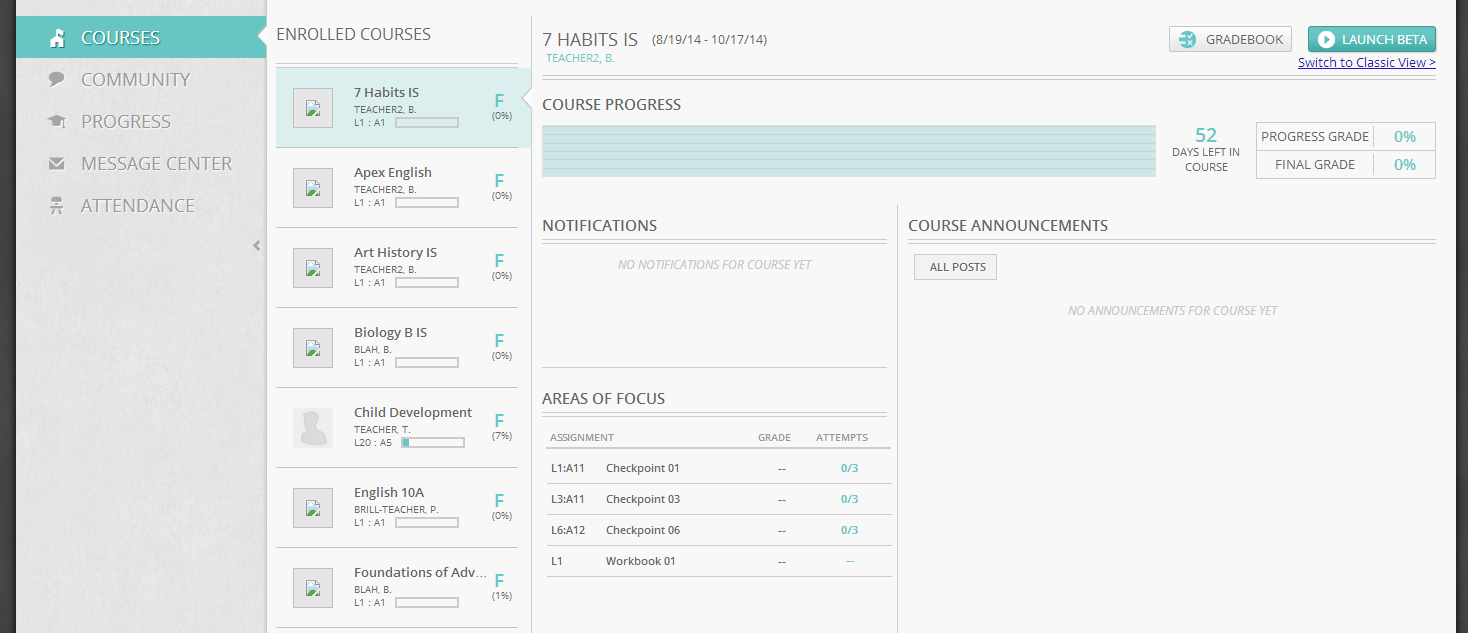 COURSES
COMMUNITY
PROGRESS
MESSAGE CENTER
ATTENDANCE
ENROLLED COURSES
7 Habits IS
TEACHER2, B.
L1 : A1
F
(0%)
Apex English
TEACHER2, B.
L1 : A1
F
(0%)
Art History IS
TEACHER2, B.
L1 : A1
F
(0%)
Biology B IS
BLAH, B.
L1 : A1
F
(0%)
Child Development
TEACHER, T.
L20 : A5
F
(7%)
English 10A
BRILL-TEACHER, P.
L1 : A1
F
(0%)
Foundations of Adv...
BLAH, B.
L1 : A1
F
(1%)
7 HABITS IS (8/19/14 - 10/17/14)
TEACHER2, B.
GRADEBOOK
LAUNCH BETA
Switch to Classic View >
COURSE PROGRESS
52
DAYS LEFT IN
COURSE
PROGRESS GRADE 0%
FINAL GRADE 0%
NOTIFICATIONS
NO NOTIFICATIONS FOR COURSE YET
AREAS OF FOCUS
ASSIGNMENT GRADE ATTEMPTS
L1:A11 Checkpoint 01 -- 0/3
L3:A11 Checkpoint 03 -- 0/3
L6:A12 Checkpoint 06 -- 0/3
L1 Workbook 01 -- --
COURSE ANNOUNCEMENTS
ALL POSTS
NO ANNOUNCEMENTS FOR COURSE YET